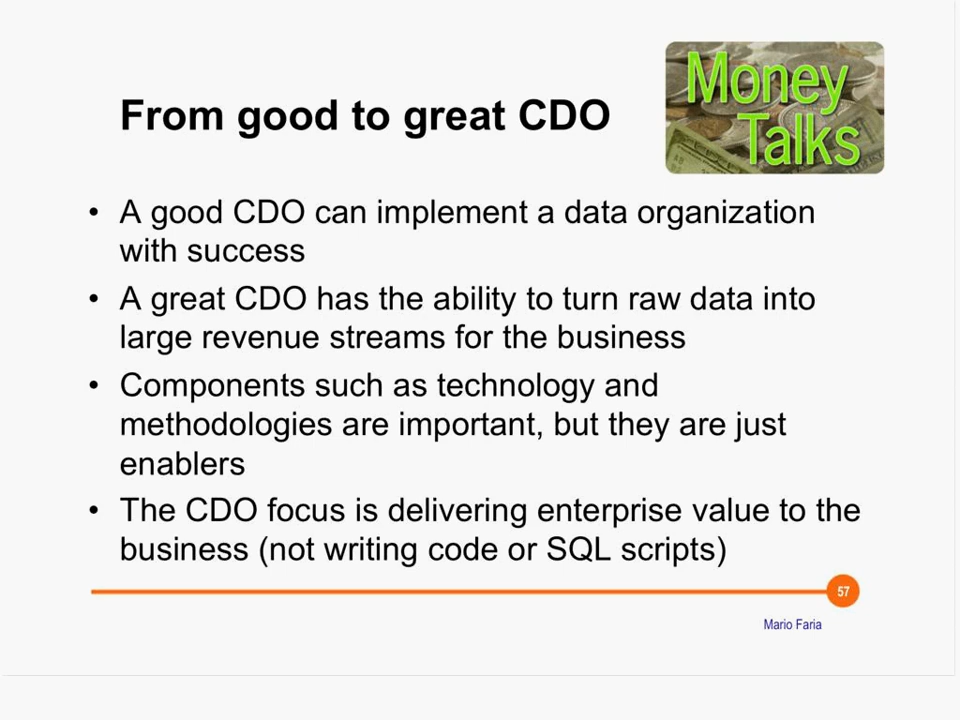 Money
Talks
From good to great CDO
• A good CDO can implement a data organization
with success
• A great CDO has the ability to turn raw data into
large revenue streams for the business
• Components such as technology and
methodologies are important, but they are just
enablers
• The CDO focus is delivering enterprise value to the
business (not writing code or SQL scripts)
57
Mario Faria